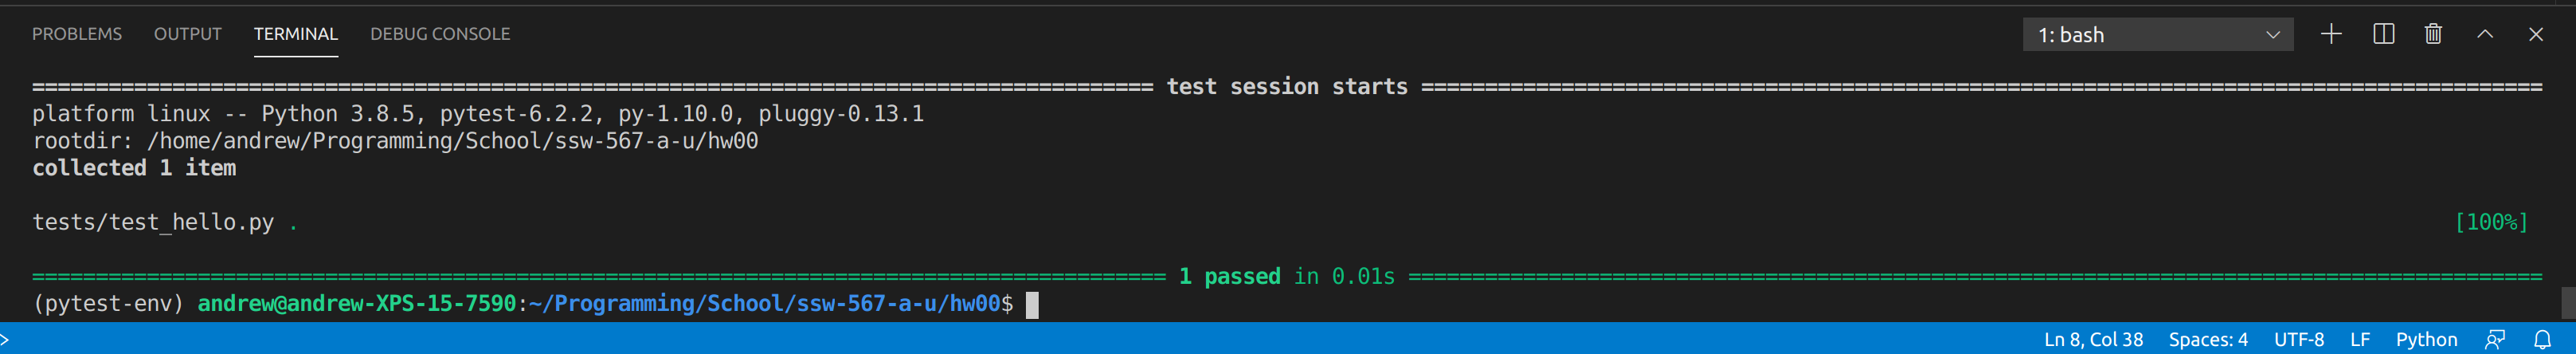 PROBLEMS OUTPUT TERMINAL DEBUG CONSOLE 1: bash
======================================================================================== test session starts ========================================================================================
platform linux -- Python 3.8.5, pytest-6.2.2, py-1.10.0, pluggy-0.13.1
rootdir: /home/andrew/Programming/School/ssw-567-a-u/hw00
collected 1 item
tests/test_hello.py . [100%]
========================================================================================= 1 passed in 0.01s =========================================================================================
(pytest-env) andrew@andrew-XPS-15-7590:~/Programming/School/ssw-567-a-u/hw00$
Ln 8, Col 38 Spaces: 4 UTF-8 LF Python